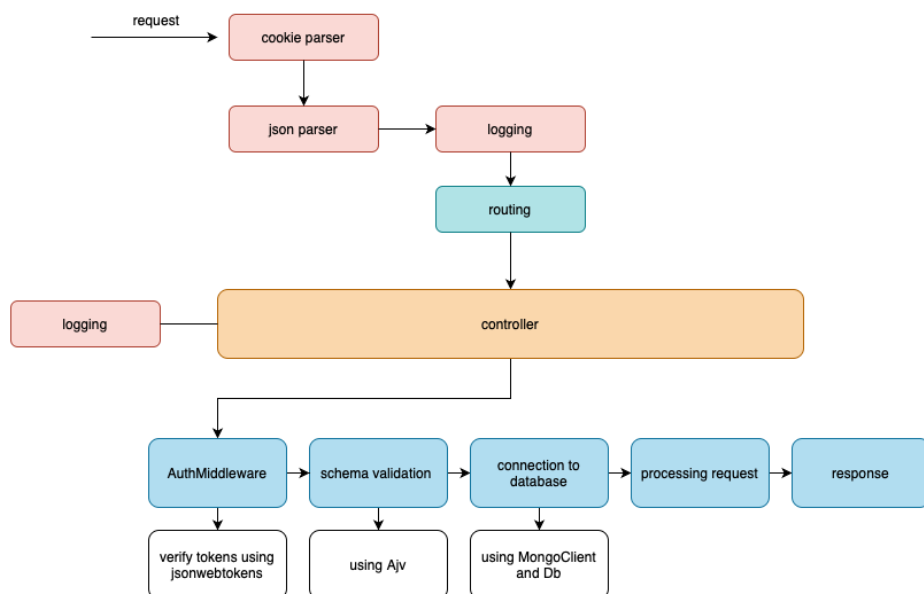 request
cookie parser
json parser
logging
routing
logging
controller
AuthMiddleware
schema validation
connection to
database
processing request
response
verify tokens using
jsonwebtokens
using Ajv
using MongoClient
and Db